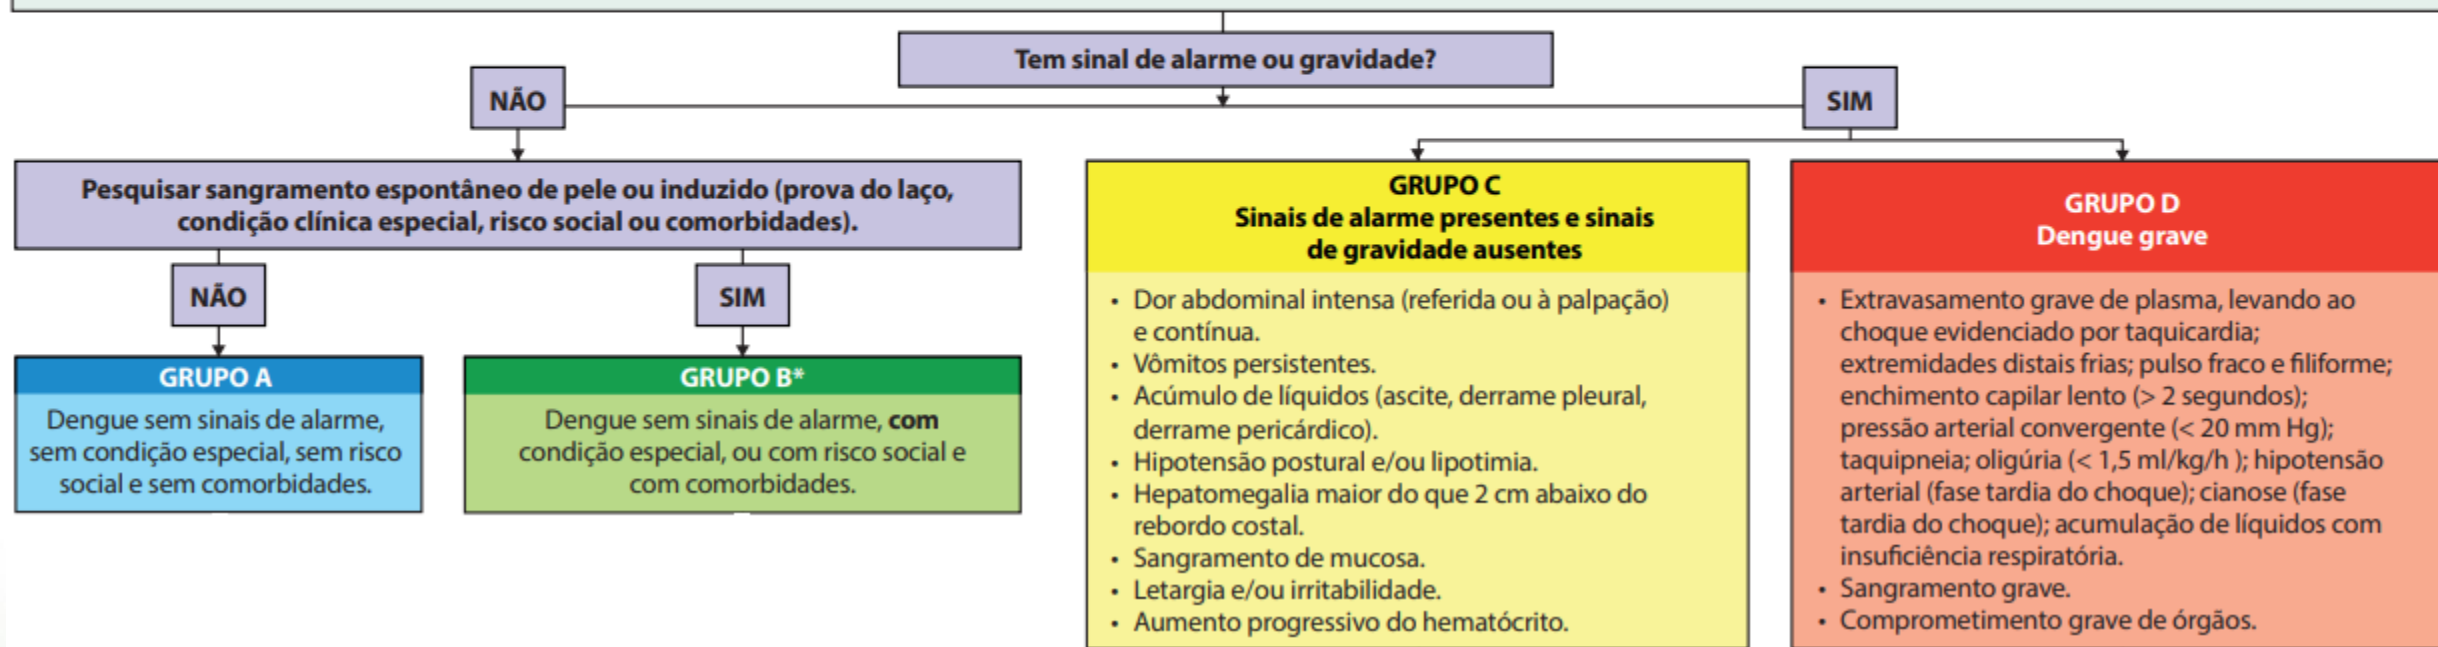 Tem sinal de alarme ou gravidade?
NÃO
SIM
Pesquisar sangramento espontâneo de pele ou induzido (prova do laço,
condição clínica especial, risco social ou comorbidades).
NÃO
SIM
GRUPO A
Dengue sem sinais de alarme,
sem condição especial, sem risco
social e sem comorbidades.
GRUPO B*
Dengue sem sinais de alarme, com
condição especial, ou com risco social e
com comorbidades.
GRUPO C
Sinais de alarme presentes e sinais
de gravidade ausentes
• Dor abdominal intensa (referida ou à palpação)
e contínua.
• Vômitos persistentes.
• Acúmulo de líquidos (ascite, derrame pleural,
derrame pericárdico).
• Hipotensão postural e/ou lipotimia.
• Hepatomegalia maior do que 2 cm abaixo do
rebordo costal.
• Sangramento de mucosa.
• Letargia e/ou irritabilidade.
• Aumento progressivo do hematócrito.
GRUPO D
Dengue grave
• Extravasamento grave de plasma, levando ao
choque evidenciado por taquicardia;
extremidades distais frias; pulso fraco e filiforme;
enchimento capilar lento (> 2 segundos);
pressão arterial convergente (< 20 mm Hg);
taquipneia; oligúria (< 1,5 ml/kg/h ); hipotensão
arterial (fase tardia do choque); cianose (fase
tardia do choque); acumulação de líquidos com
insuficiência respiratória.
• Sangramento grave.
• Comprometimento grave de órgãos.